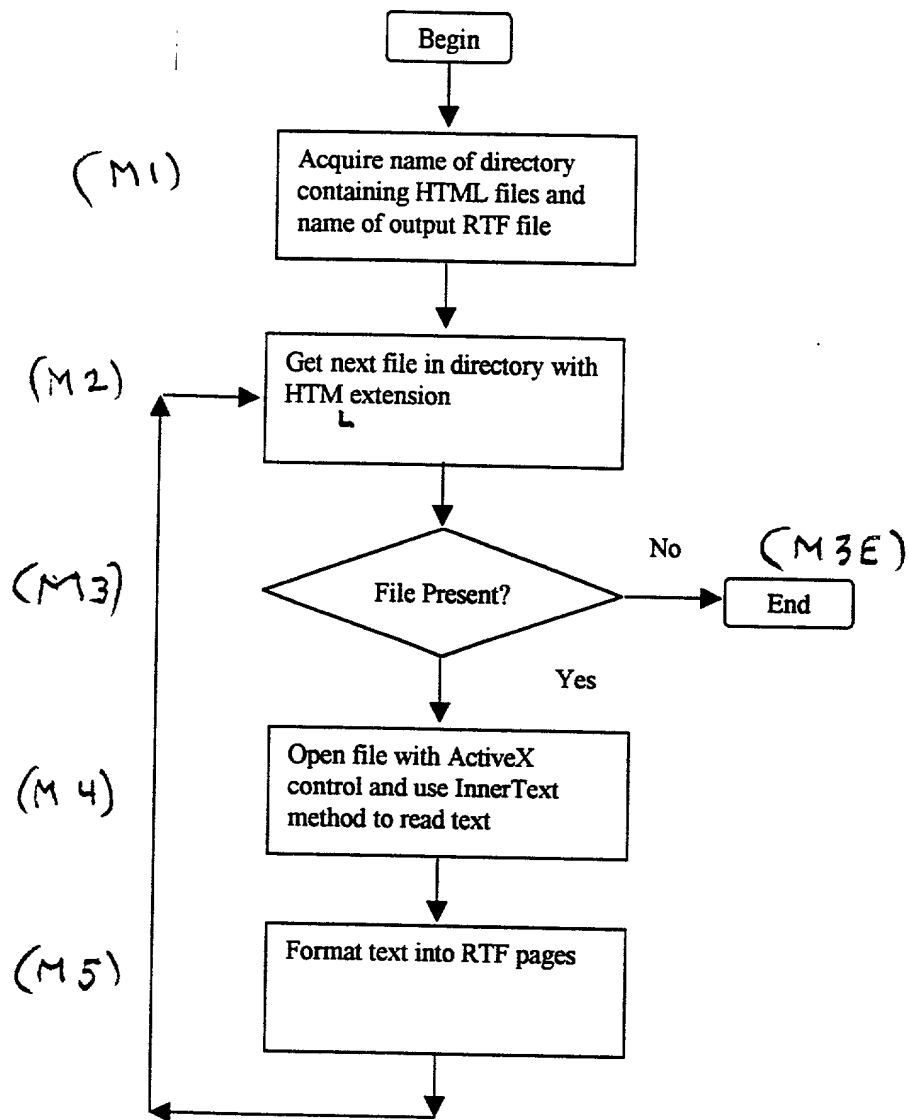 Begin
(M1)
Acquire name of directory
containing HTML files and
name of output RTF file
(M2)
Get next file in directory with
HTM extension
L
(M3)
File Present?
No
(M3E)
End
Yes
(M4)
Open file with ActiveX
control and use InnerText
method to read text
(M5)
Format text into RTF pages